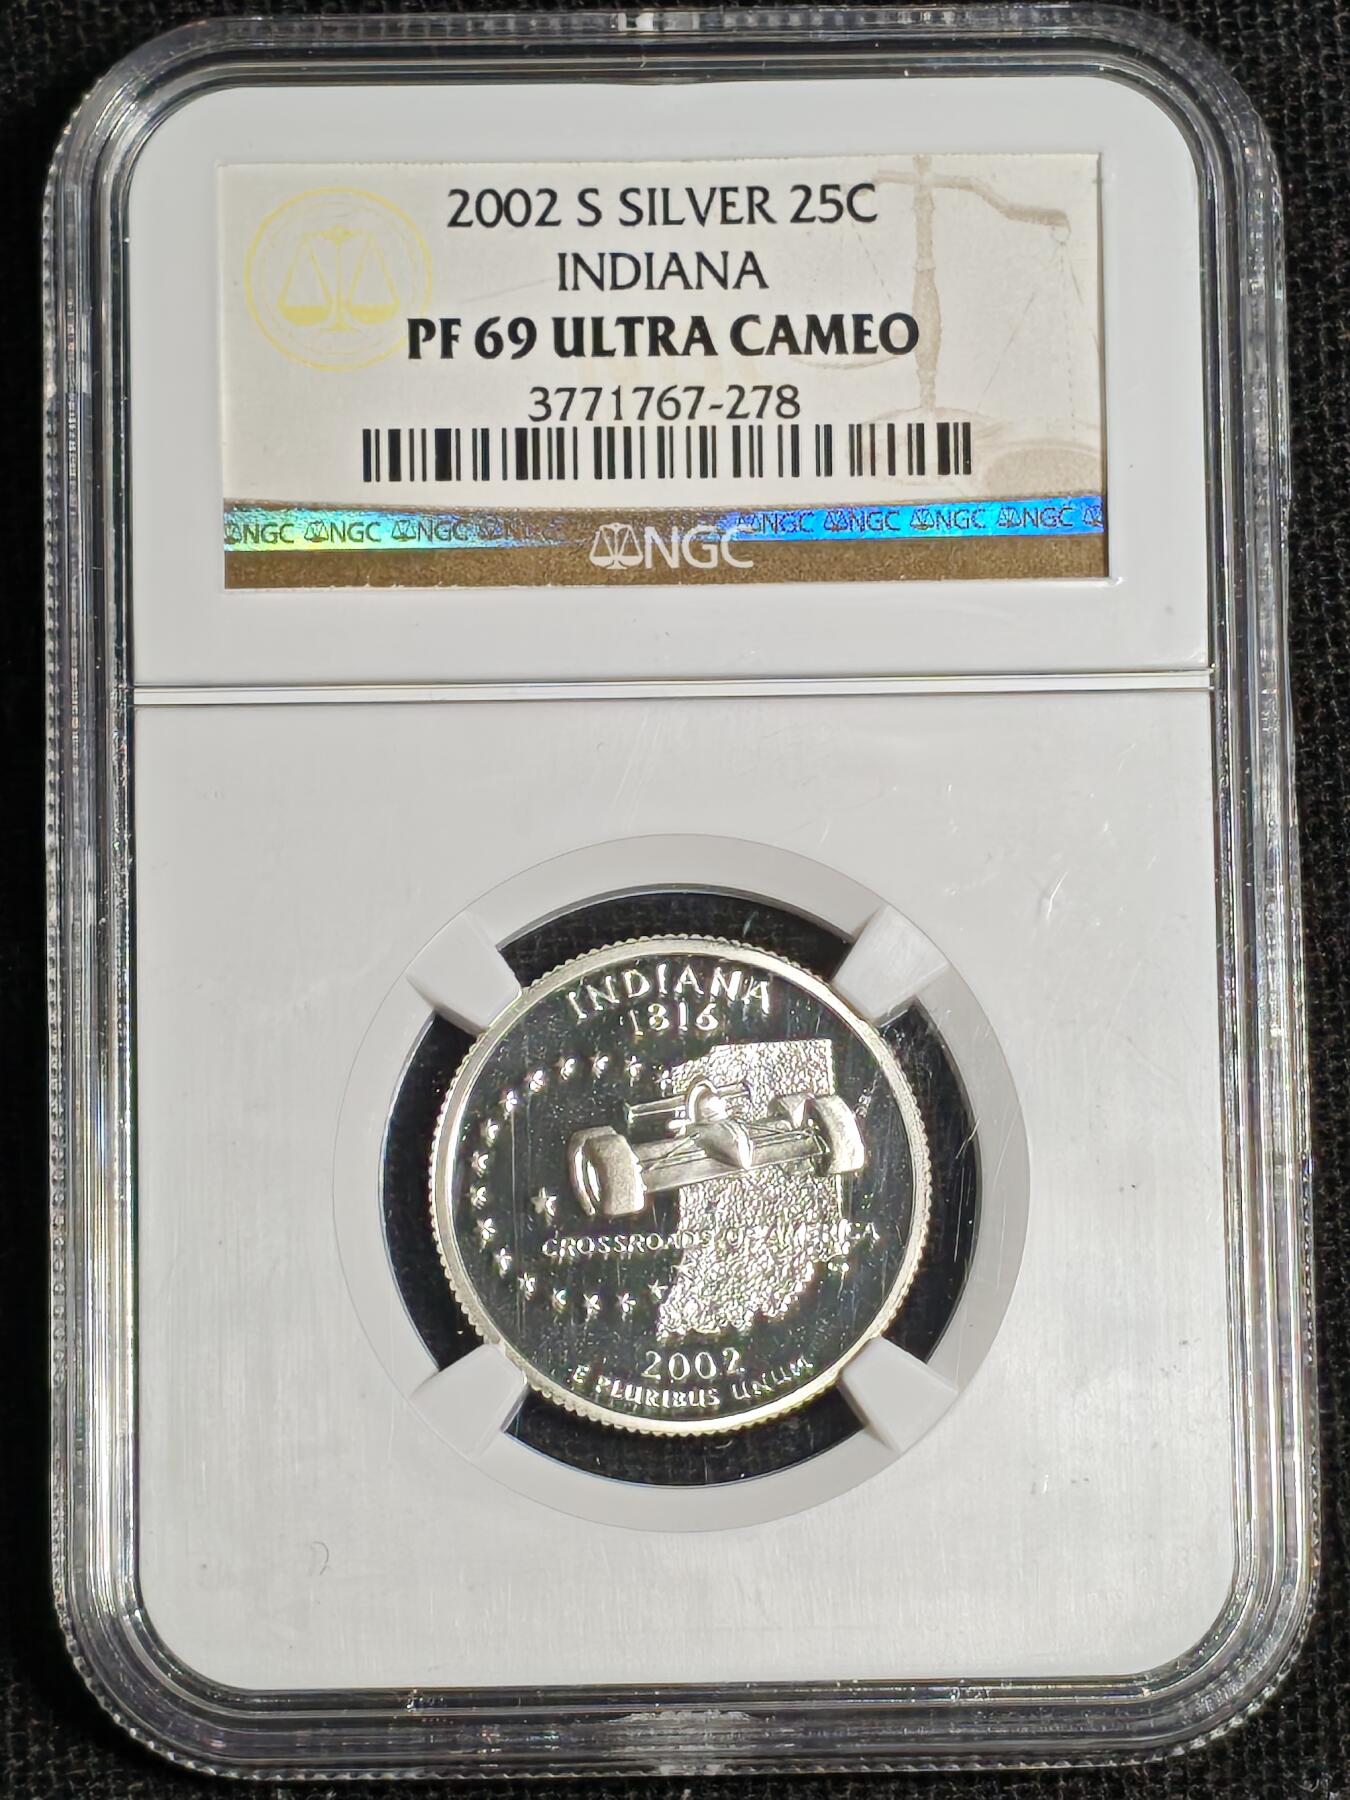 2002 S SILVER 25C
INDIANA
PF 69 ULTRA CAMEO
3771767-278
NGC NGC NGC NGC NGC NGC NGC
NGC
INDIANA
1816
CROSSROADS OF AMERICA
2002
E PLURIBUS UNUM